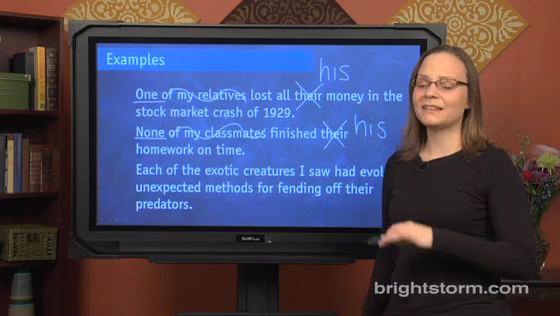 Examples
his
One of my relatives lost all their money in the
stock market crash of 1929.
None of my classmates finished their his
homework on time.
Each of the exotic creatures I saw had evol
unexpected methods for fending off their
predators.
brightstorm.com